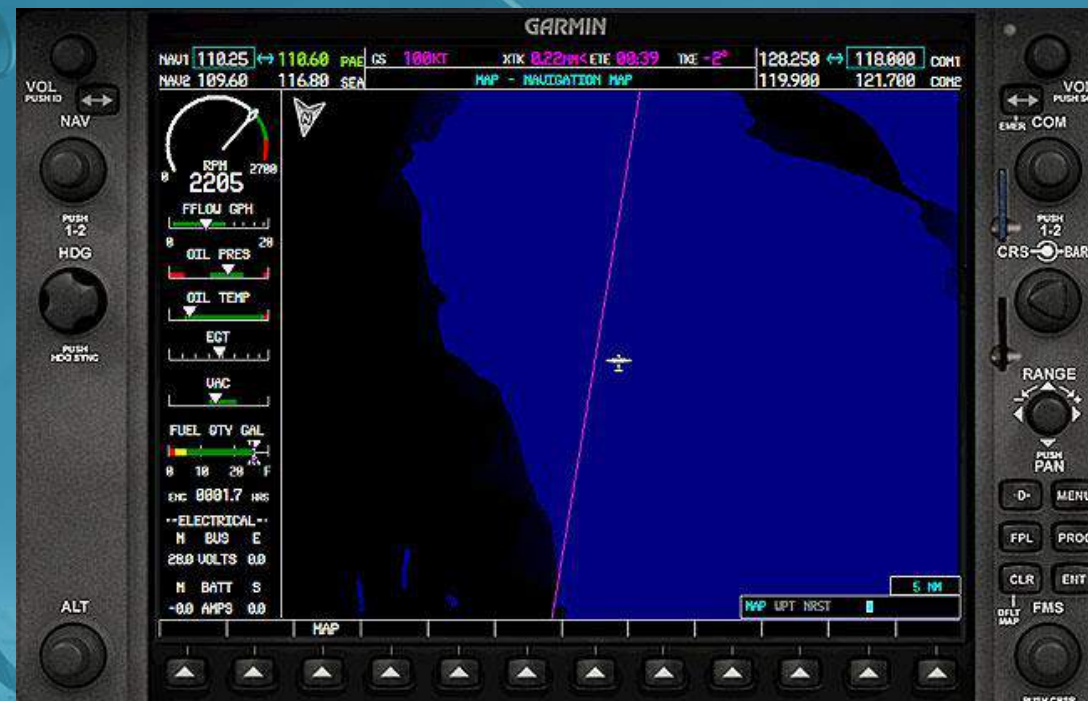 GARMIN
NAV1 110.25 ↔ 110.60 PAE GS 100KT XTK 0.22NM< ETE 00:39 TKE -2° 128.250 ↔ 118.000 COM1
NAV2 109.60 116.80 SEA MAP - NAVIGATION MAP 119.900 121.700 COM2
VOL
PUSH ID
NAV
PUSH
1-2
HDG
PUSH
HDG SYNC
ALT
N
RPM
0 2700
2205
FFLOW GPH
0 20
OIL PRES
OIL TEMP
EGT
VAC
FUEL QTY GAL
0 10 20 F
ENG 0001.7 HRS
--ELECTRICAL--
M BUS E
28.0 VOLTS 0.0
M BATT S
-0.0 AMPS 0.0
5 NM
MAP WPT NRST
MAP
EMER COM
PUSH
1-2
CRS BAR
RANGE
- +
PUSH
PAN
-D- MENU
FPL PROC
CLR ENT
DFLT
MAP
FMS